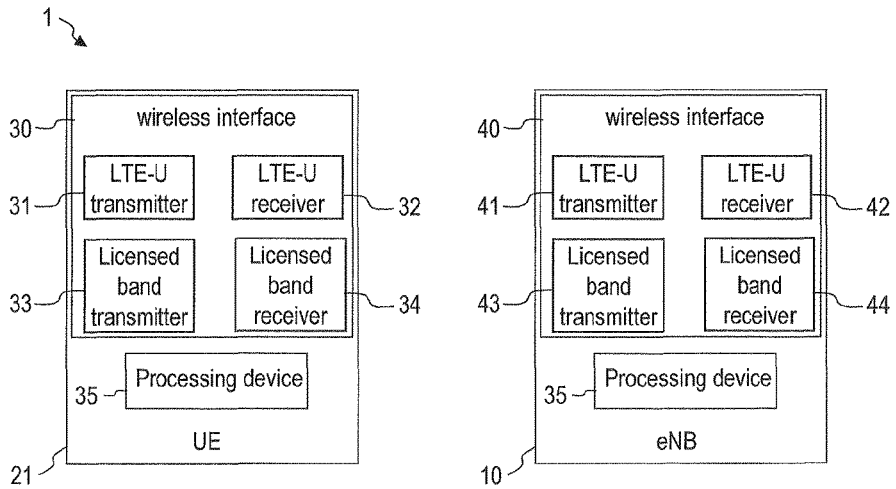 1
30
wireless interface
LTE-U
transmitter
LTE-U
receiver
31
32
Licensed
band
transmitter
Licensed
band
receiver
33
34
Processing device
35
UE
21
40
wireless interface
LTE-U
transmitter
LTE-U
receiver
41
42
Licensed
band
transmitter
Licensed
band
receiver
43
44
Processing device
35
eNB
10